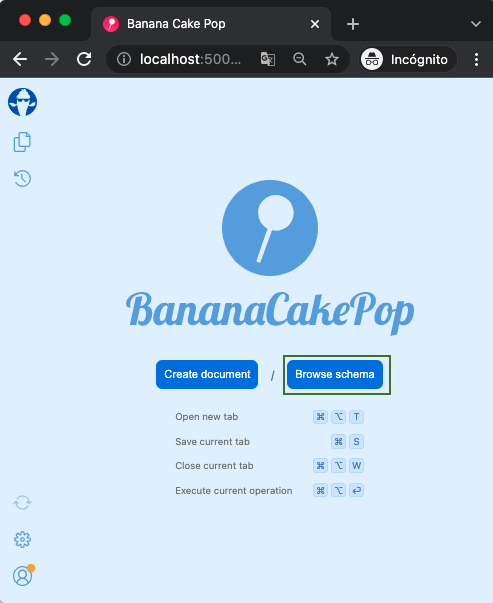 Banana Cake Pop
localhost:500...
Incógnito
BananaCakePop
Create document / Browse schema
Open new tab ⌘ ⌥ T
Save current tab ⌘ S
Close current tab ⌘ ⌥ W
Execute current operation ⌘ ⌥ ⏎